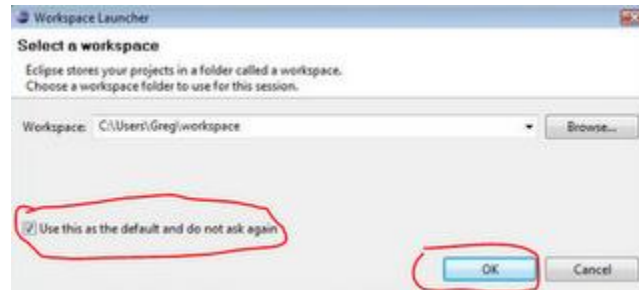 Workspace Launcher
Select a workspace
Eclipse stores your projects in a folder called a workspace.
Choose a workspace folder to use for this session.
Workspace: C:\Users\Greg\workspace Browse...
Use this as the default and do not ask again
OK Cancel